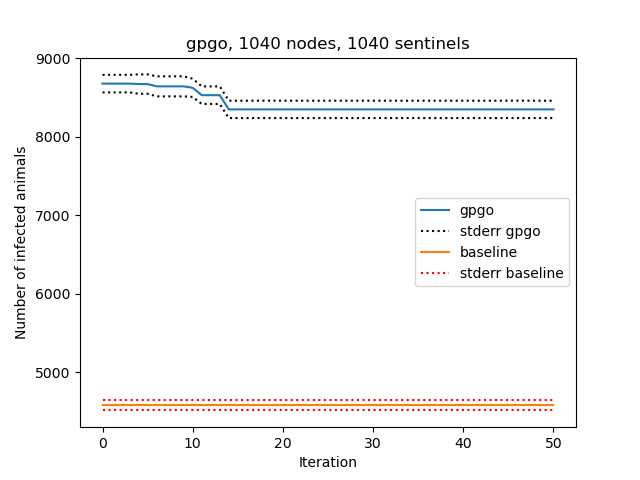 gpgo, 1040 nodes, 1040 sentinels
9000
8000
7000
6000
5000
Number of infected animals
gpgo
stderr gpgo
baseline
stderr baseline
0 10 20 30 40 50
Iteration